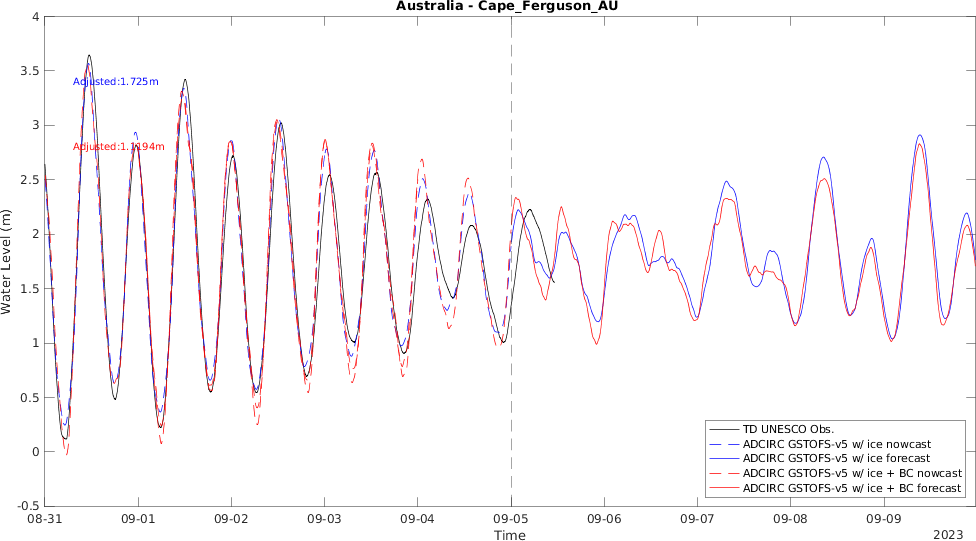 Australia - Cape_Ferguson_AU
4
3.5
3
2.5
2
1.5
1
0.5
0
-0.5
Water Level (m)
Adjusted:1.725m
Adjusted:1.1194m
TD UNESCO Obs.
ADCIRC GSTOFS-v5 w/ ice nowcast
ADCIRC GSTOFS-v5 w/ ice forecast
ADCIRC GSTOFS-v5 w/ ice + BC nowcast
ADCIRC GSTOFS-v5 w/ ice + BC forecast
08-31 09-01 09-02 09-03 09-04 09-05 09-06 09-07 09-08 09-09
Time
2023